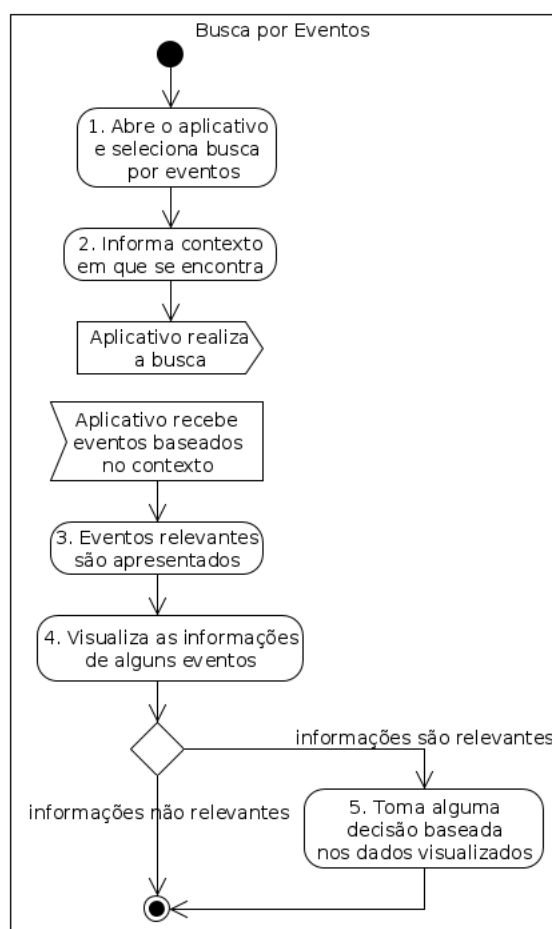 Busca por Eventos
1. Abre o aplicativo
e seleciona busca
por eventos
2. Informa contexto
em que se encontra
Aplicativo realiza
a busca
Aplicativo recebe
eventos baseados
no contexto
3. Eventos relevantes
são apresentados
4. Visualiza as informações
de alguns eventos
informações são relevantes
informações não relevantes
5. Toma alguma
decisão baseada
nos dados visualizados